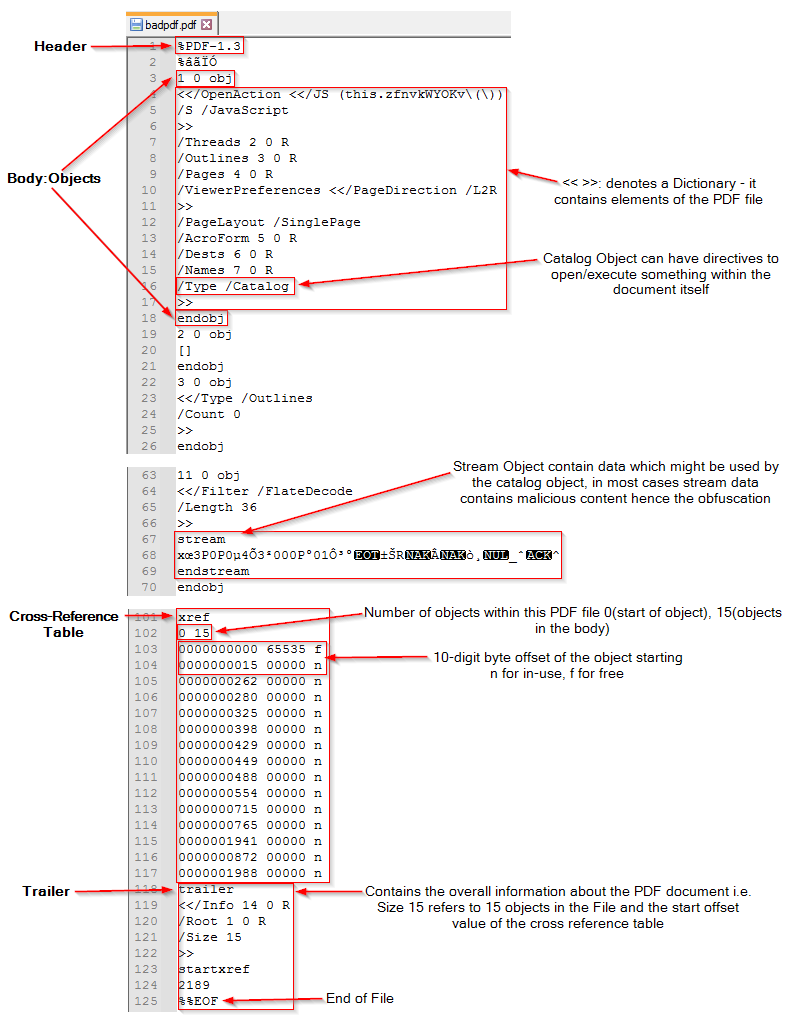 badpdf.pdf
Header
1 %PDF-1.3
2 %âãÏÓ
3 1 0 obj
4 <</OpenAction <</JS (this.zfnvkWYOKv\(\))
5 /S /JavaScript
6 >>
7 /Threads 2 0 R
8 /Outlines 3 0 R
9 /Pages 4 0 R
10 /ViewerPreferences <</PageDirection /L2R
11 >>
12 /PageLayout /SinglePage
13 /AcroForm 5 0 R
14 /Dests 6 0 R
15 /Names 7 0 R
16 /Type /Catalog
17 >>
18 endobj
19 2 0 obj
20 []
21 endobj
22 3 0 obj
23 <</Type /Outlines
24 /Count 0
25 >>
26 endobj
Body:Objects
<< >>: denotes a Dictionary - it
contains elements of the PDF file
Catalog Object can have directives to
open/execute something within the
document itself
63 11 0 obj
64 <</Filter /FlateDecode
65 /Length 36
66 >>
67 stream
68 xœ3P0P0µ4Õ3ª000P°01Ô³°EOT±ŠRNAKÂNAKò¸NUL_ˆACK^
69 endstream
70 endobj
Stream Object contain data which might be used by
the catalog object, in most cases stream data
contains malicious content hence the obfuscation
Cross-Reference
Table
101 xref
102 0 15
103 0000000000 65535 f
104 0000000015 00000 n
105 0000000262 00000 n
106 0000000280 00000 n
107 0000000325 00000 n
108 0000000398 00000 n
109 0000000429 00000 n
110 0000000449 00000 n
111 0000000488 00000 n
112 0000000554 00000 n
113 0000000715 00000 n
114 0000000765 00000 n
115 0000001941 00000 n
116 0000000872 00000 n
117 0000001988 00000 n
Number of objects within this PDF file 0(start of object), 15(objects
in the body)
10-digit byte offset of the object starting
n for in-use, f for free
Trailer
118 trailer
119 <</Info 14 0 R
120 /Root 1 0 R
121 /Size 15
122 >>
123 startxref
124 2189
125 %%EOF
Contains the overall information about the PDF document i.e.
Size 15 refers to 15 objects in the File and the start offset
value of the cross reference table
End of File